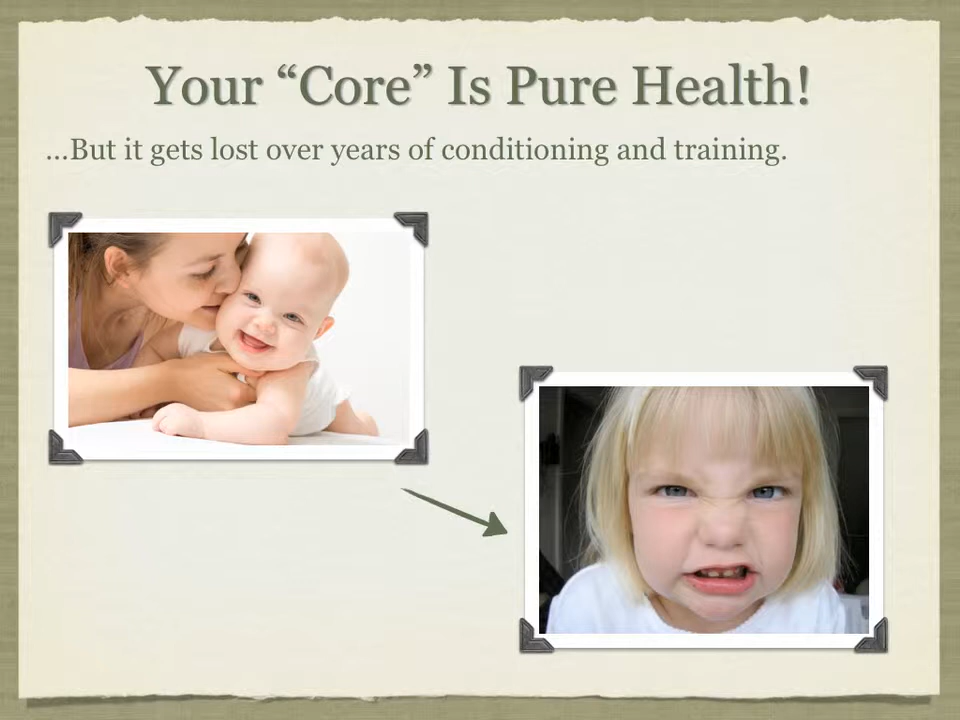 Your “Core” Is Pure Health!
...But it gets lost over years of conditioning and training.